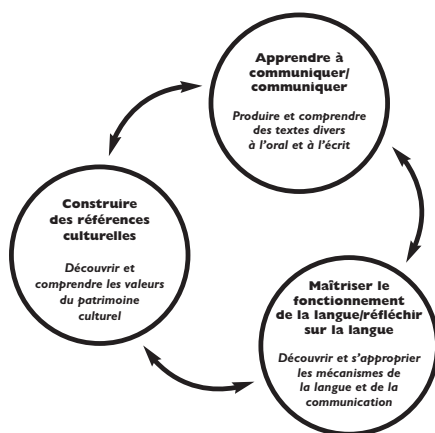 Apprendre à
communiquer/
communiquer
Produire et comprendre
des textes divers
à l'oral et à l'écrit
Construire
des références
culturelles
Découvrir et
comprendre les valeurs
du patrimoine
culturel
Maîtriser le
fonctionnement
de la langue/réfléchir
sur la langue
Découvrir et s'approprier
les mécanismes de
la langue et de la
communication